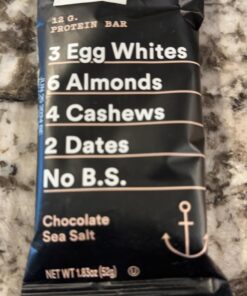 12 G.
PROTEIN BAR
3 Egg Whites
6 Almonds
4 Cashews
2 Dates
No B.S.
Chocolate
Sea Salt
NET WT 1.83oz (52g)
U